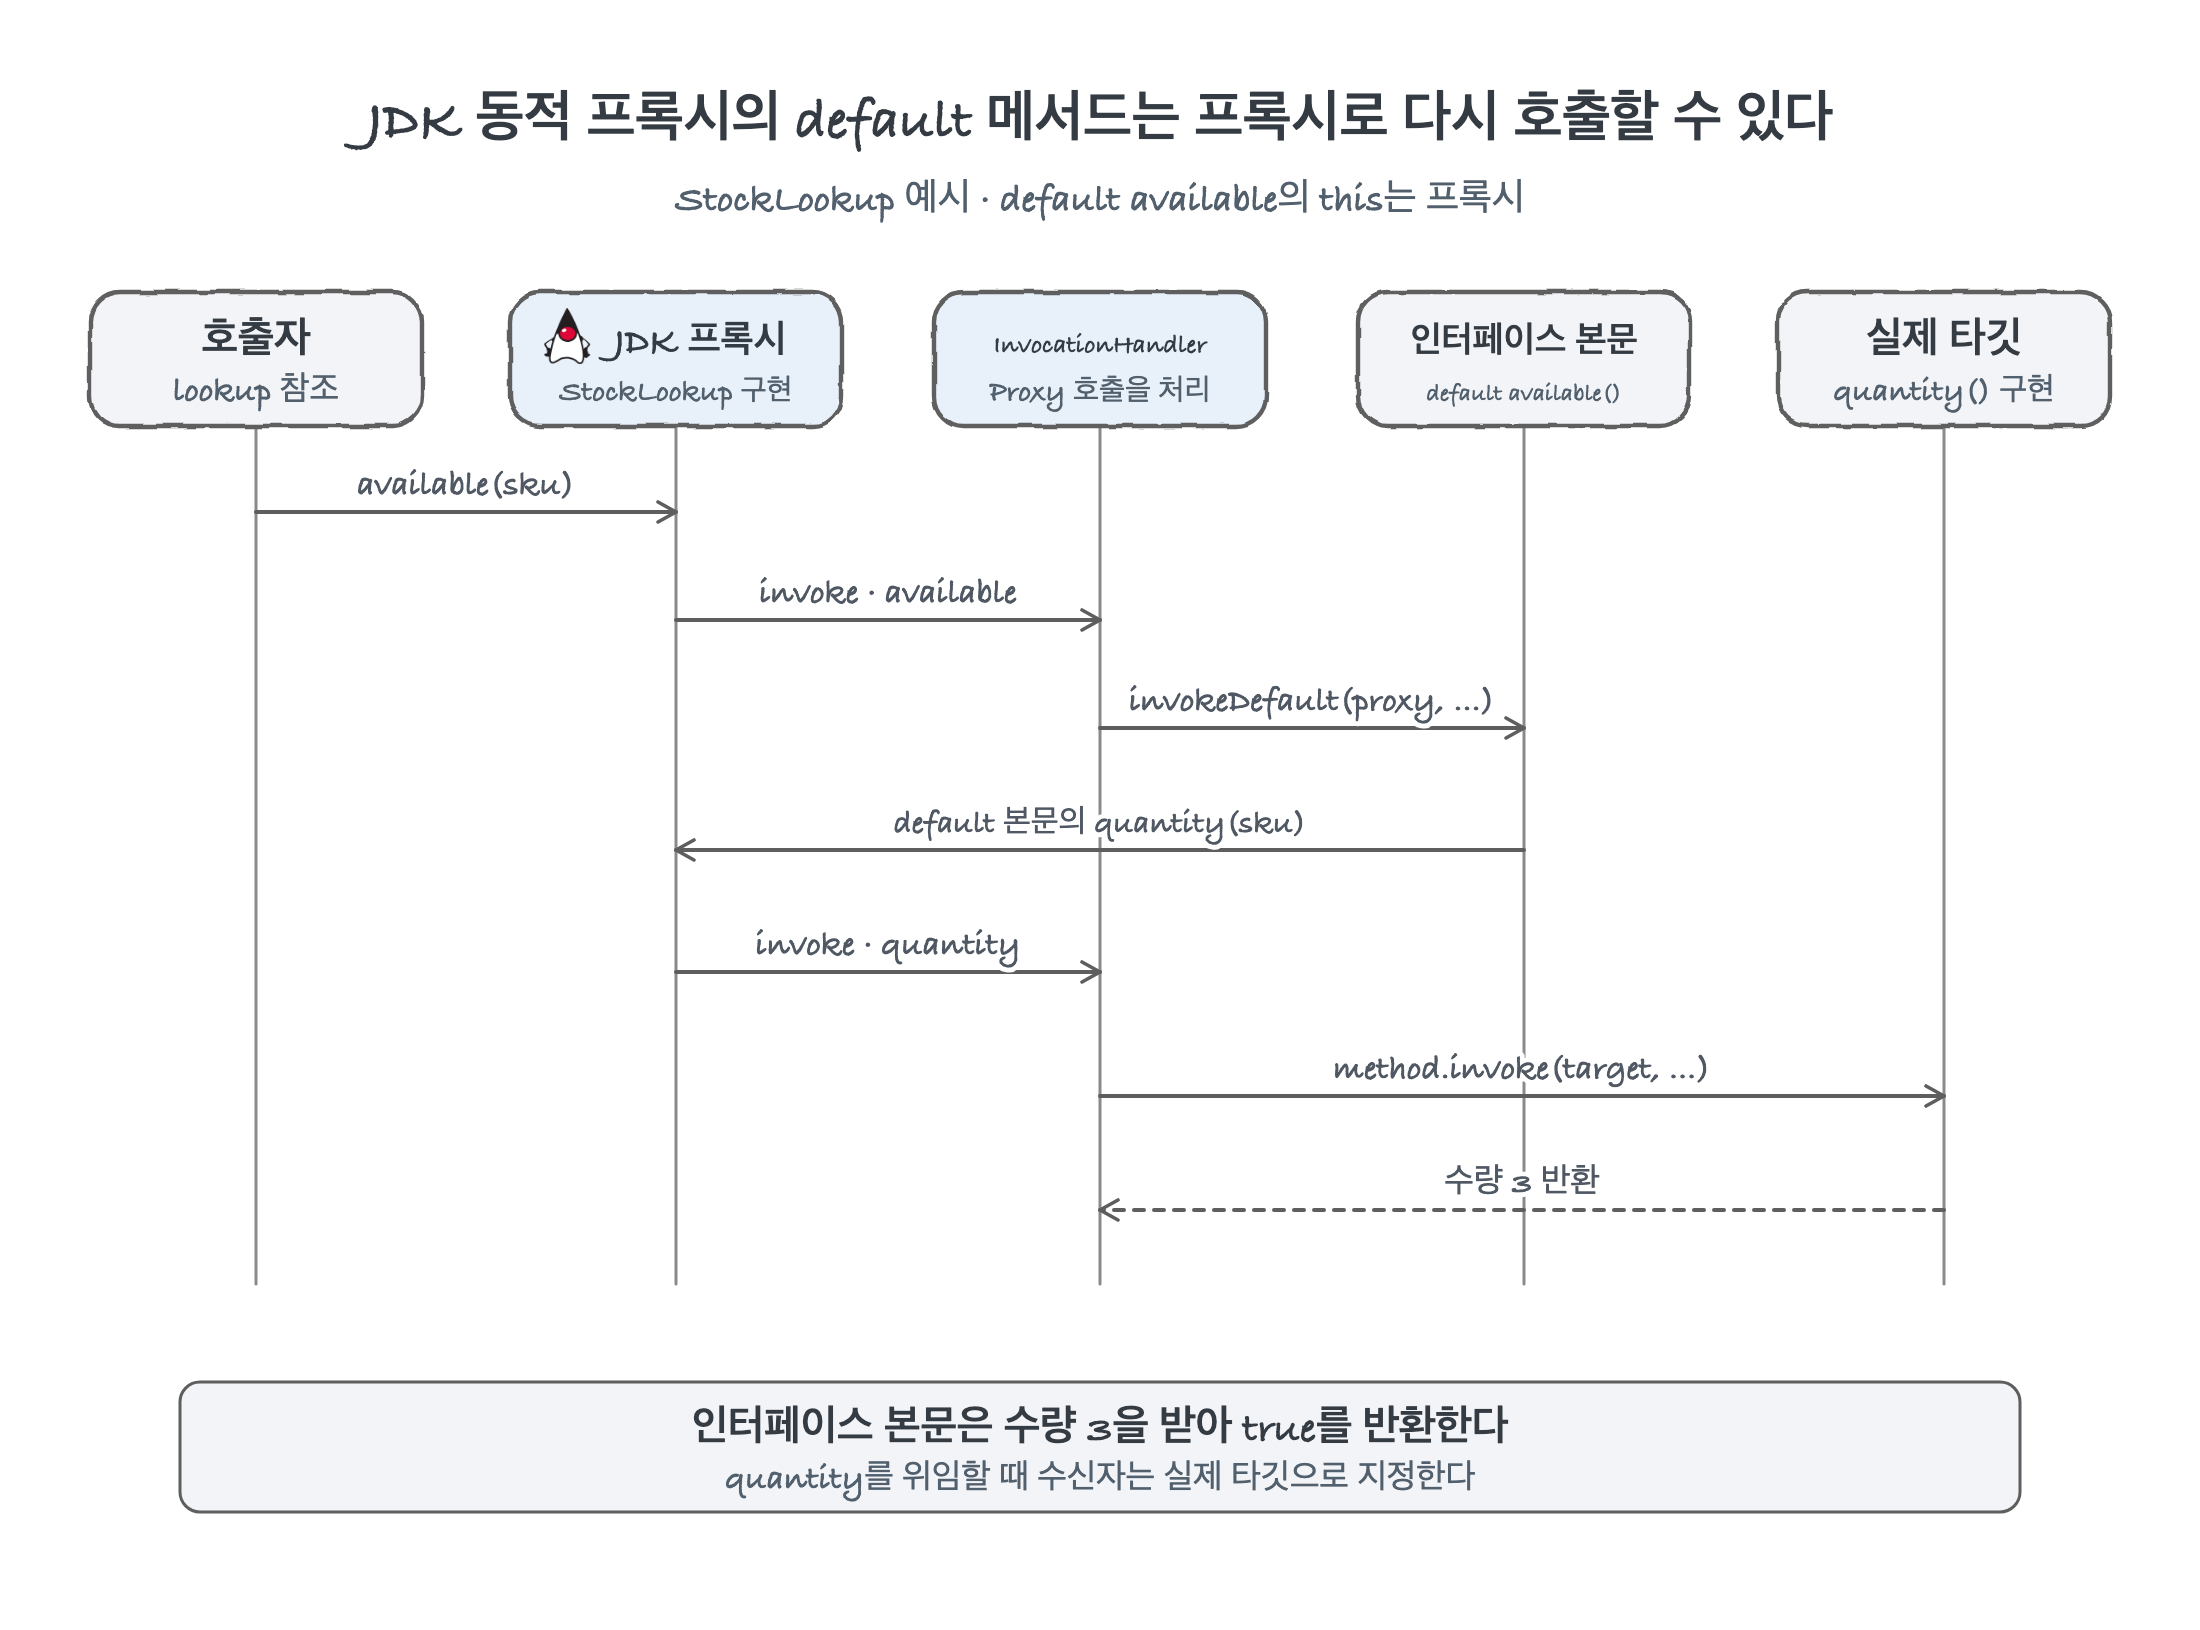 JDK 동적 프록시의 default 메서드는 프록시로 다시 호출할 수 있다
StockLookup 예시 · default available의 this는 프록시
호출자
lookup 참조
JDK 프록시
StockLookup 구현
InvocationHandler
Proxy 호출을 처리
인터페이스 본문
default available()
실제 타깃
quantity() 구현
available(sku)
invoke · available
invokeDefault(proxy, ...)
default 본문의 quantity(sku)
invoke · quantity
method.invoke(target, ...)
수량 3 반환
인터페이스 본문은 수량 3을 받아 true를 반환한다
quantity를 위임할 때 수신자는 실제 타깃으로 지정한다